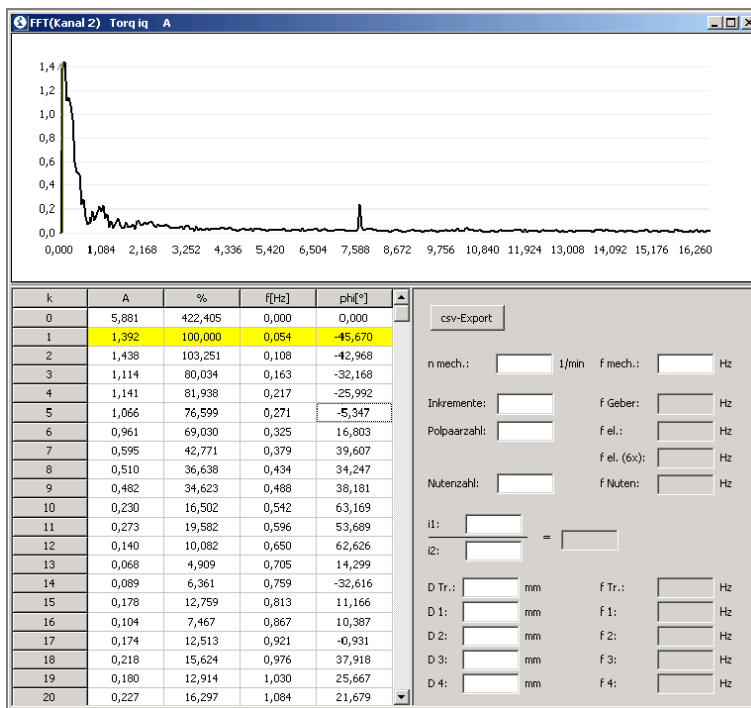 FFT(Kanal 2) Torq iq A
1,4
1,2
1,0
0,8
0,6
0,4
0,2
0,0
0,000 1,084 2,168 3,252 4,336 5,420 6,504 7,588 8,672 9,756 10,840 11,924 13,008 14,092 15,176 16,260
k A % f[Hz] phi[°]
0 5,881 422,405 0,000 0,000
1 1,392 100,000 0,054 -45,670
2 1,438 103,251 0,108 -42,968
3 1,114 80,034 0,163 -32,168
4 1,141 81,938 0,217 -25,992
5 1,066 76,599 0,271 -5,347
6 0,961 69,030 0,325 16,803
7 0,595 42,771 0,379 39,607
8 0,510 36,638 0,434 34,247
9 0,482 34,623 0,488 38,181
10 0,230 16,502 0,542 63,169
11 0,273 19,582 0,596 53,689
12 0,140 10,082 0,650 62,626
13 0,068 4,909 0,705 14,299
14 0,089 6,361 0,759 -32,616
15 0,178 12,759 0,813 11,166
16 0,104 7,467 0,867 10,387
17 0,174 12,513 0,921 -0,931
18 0,218 15,624 0,976 37,918
19 0,180 12,914 1,030 25,667
20 0,227 16,297 1,084 21,679
csv-Export
n mech.: 1/min f mech.: Hz
Inkremente: f Geber: Hz
Polpaarzahl: f el.: Hz
f el. (6x): Hz
Nutenzahl: f Nuten: Hz
i1:
=
i2:
D Tr.: mm f Tr.: Hz
D 1: mm f 1: Hz
D 2: mm f 2: Hz
D 3: mm f 3: Hz
D 4: mm f 4: Hz